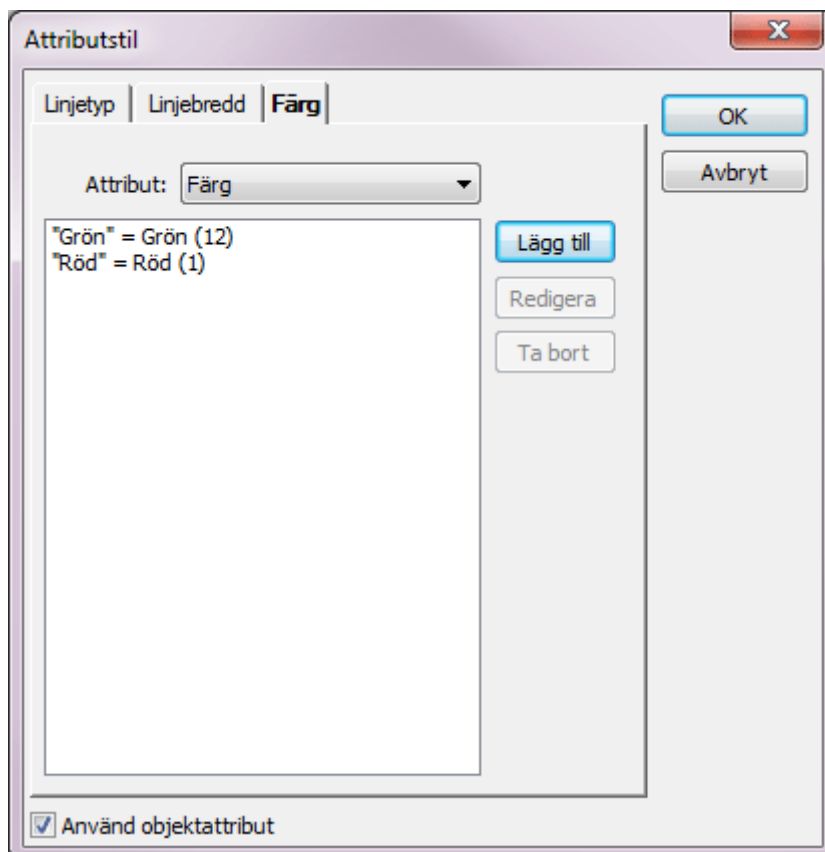 Attributstil
Linjetyp Linjebredd Färg
OK
Attribut: Färg
Avbryt
"Grön" = Grön (12)
"Röd" = Röd (1)
Lägg till
Redigera
Ta bort
Använd objektattribut